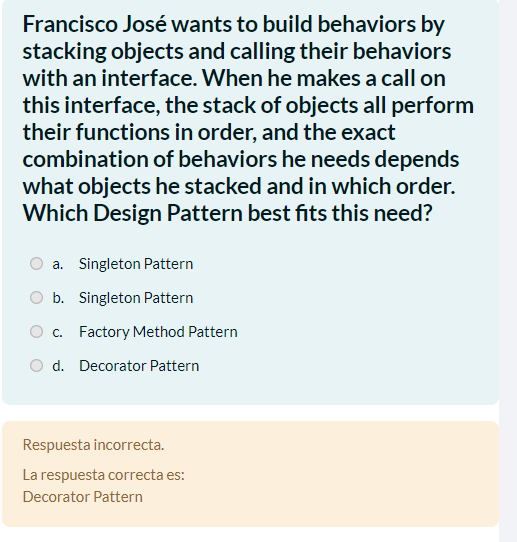 Francisco José wants to build behaviors by
stacking objects and calling their behaviors
with an interface. When he makes a call on
this interface, the stack of objects all perform
their functions in order, and the exact
combination of behaviors he needs depends
what objects he stacked and in which order.
Which Design Pattern best fits this need?
a. Singleton Pattern
b. Singleton Pattern
c. Factory Method Pattern
d. Decorator Pattern
Respuesta incorrecta.
La respuesta correcta es:
Decorator Pattern